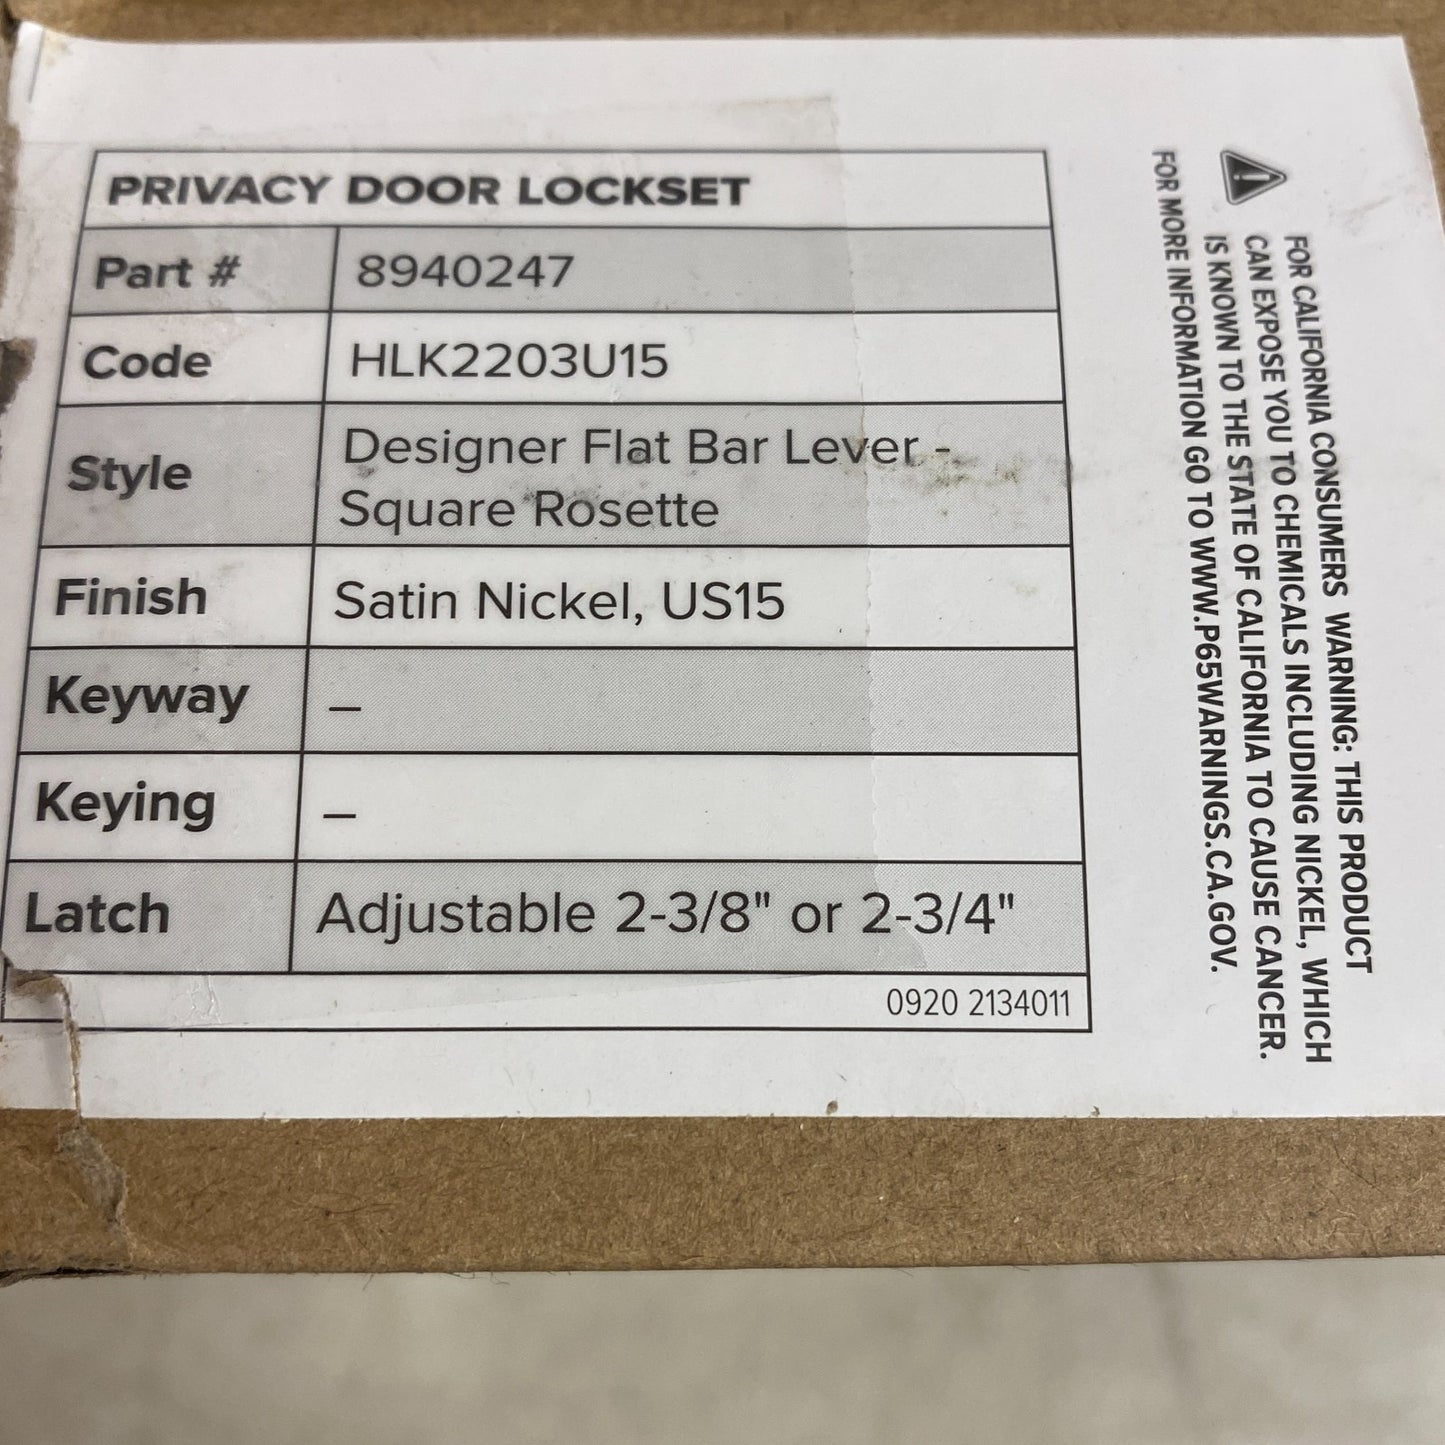 PRIVACY DOOR LOCKSET
Part # 8940247
Code HLK2203U15
Style Designer Flat Bar Lever -
Square Rosette
Finish Satin Nickel, US15
Keyway –
Keying –
Latch Adjustable 2-3/8" or 2-3/4"
0920 2134011
FOR CALIFORNIA CONSUMERS WARNING: THIS PRODUCT
CAN EXPOSE YOU TO CHEMICALS INCLUDING NICKEL, WHICH
IS KNOWN TO THE STATE OF CALIFORNIA TO CAUSE CANCER.
FOR MORE INFORMATION GO TO WWW.P65WARNINGS.CA.GOV.